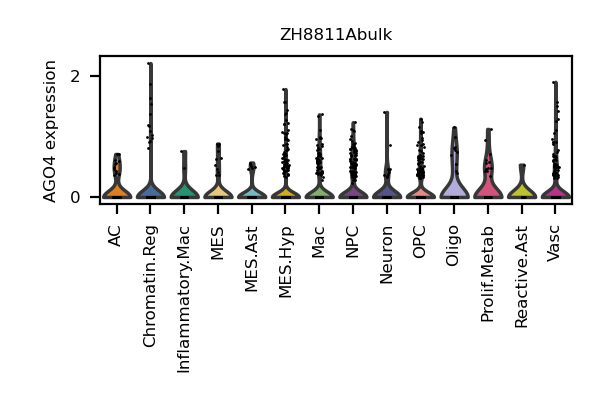 ZH8811Abulk
AGO4 expression
2
0
AC
Chromatin.Reg
Inflammatory.Mac
MES
MES.Ast
MES.Hyp
Mac
NPC
Neuron
OPC
Oligo
Prolif.Metab
Reactive.Ast
Vasc